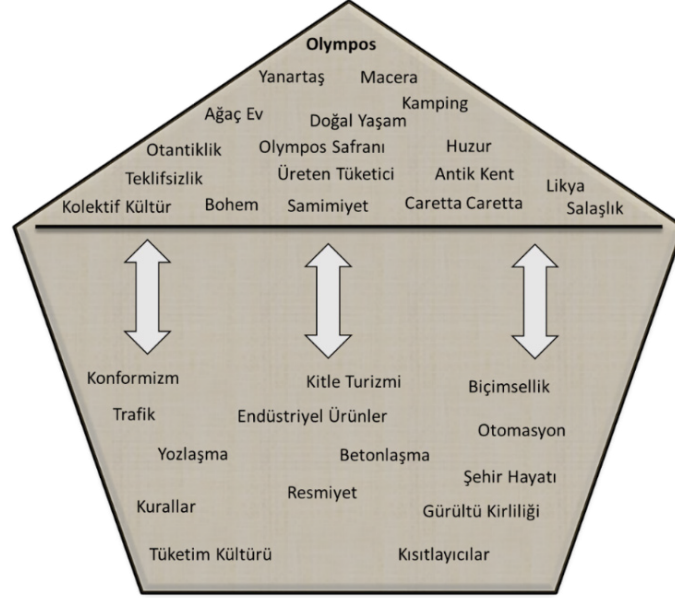 Olympos
Yanartaş Macera
Kamping
Ağaç Ev Doğal Yaşam
Otantiklik Olympos Safranı Huzur
Teklifsizlik Üreten Tüketici Antik Kent
Likya
Kolektif Kültür Bohem Samimiyet Caretta Caretta Salaşlık
Konformizm Kitle Turizmi Biçimsellik
Trafik Endüstriyel Ürünler
Otomasyon
Yozlaşma Betonlaşma
Şehir Hayatı
Resmiyet
Kurallar Gürültü Kirliliği
Tüketim Kültürü Kısıtlayıcılar